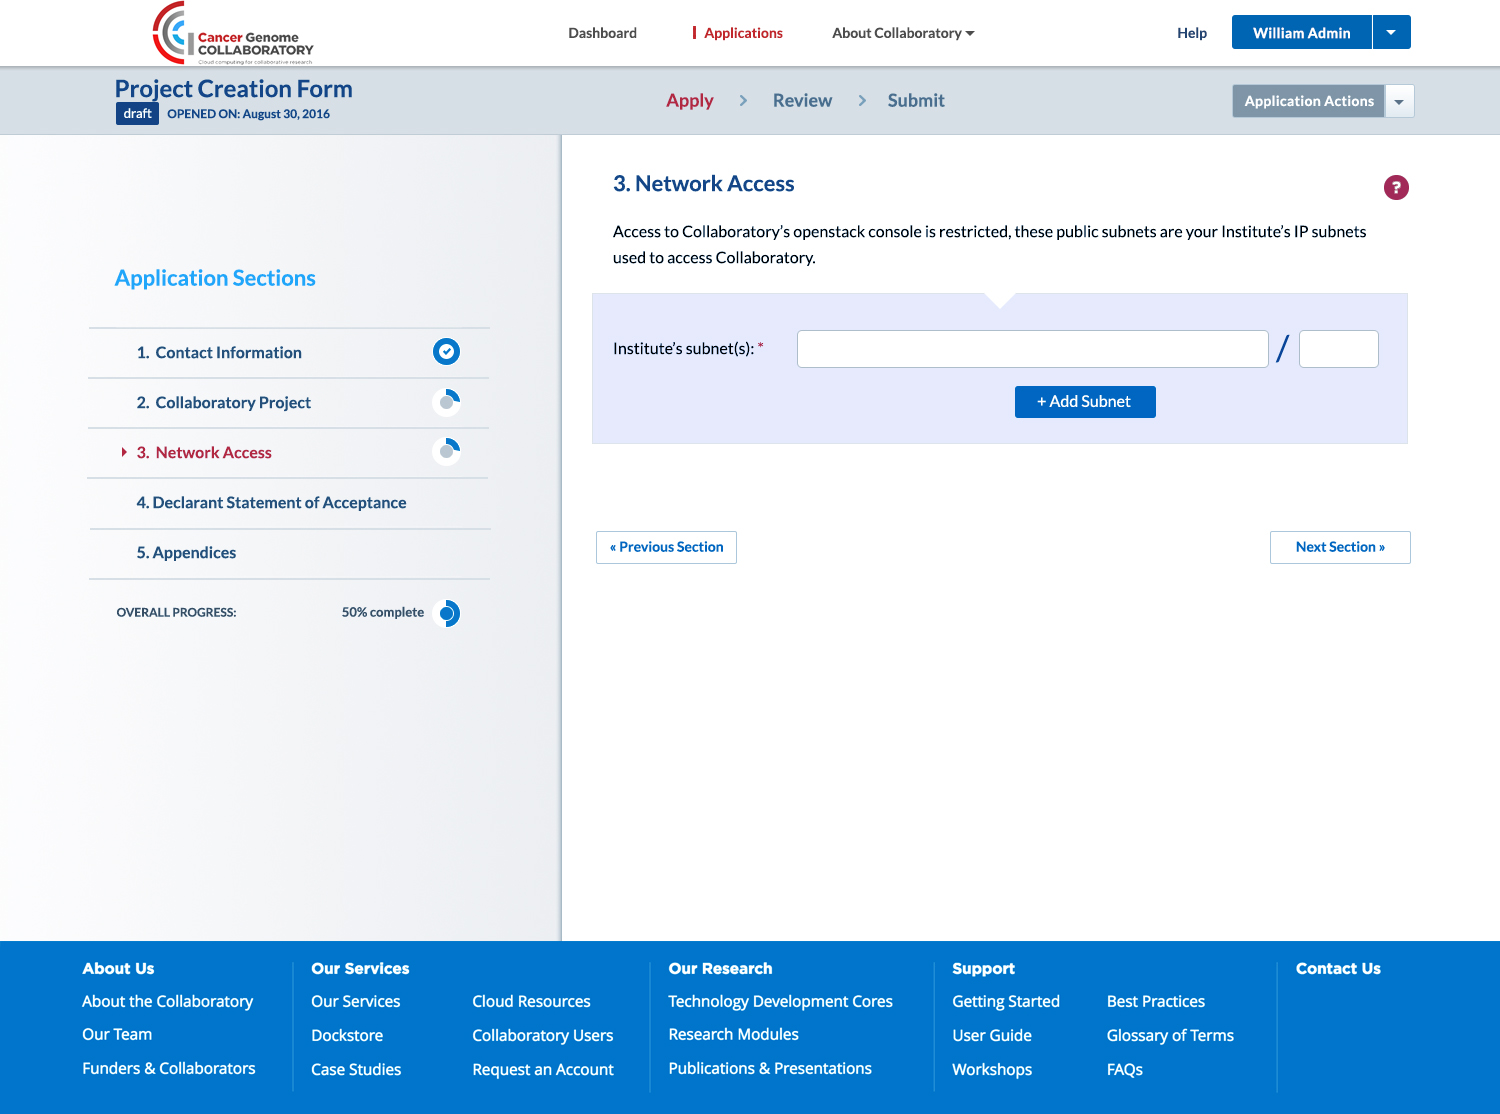 Cancer Genome
COLLABORATORY
Cloud computing for collaborative research
Dashboard
Applications
About Collaboratory
Help
William Admin
Project Creation Form
draft
OPENED ON: August 30, 2016
Apply
Review
Submit
Application Actions
Application Sections
1. Contact Information
2. Collaboratory Project
3. Network Access
4. Declarant Statement of Acceptance
5. Appendices
OVERALL PROGRESS:
50% complete
3. Network Access
?
Access to Collaboratory’s openstack console is restricted, these public subnets are your Institute’s IP subnets
used to access Collaboratory.
Institute’s subnet(s): *
/
+ Add Subnet
« Previous Section
Next Section »
About Us
About the Collaboratory
Our Team
Funders & Collaborators
Our Services
Our Services
Dockstore
Case Studies
Cloud Resources
Collaboratory Users
Request an Account
Our Research
Technology Development Cores
Research Modules
Publications & Presentations
Support
Getting Started
User Guide
Workshops
Best Practices
Glossary of Terms
FAQs
Contact Us